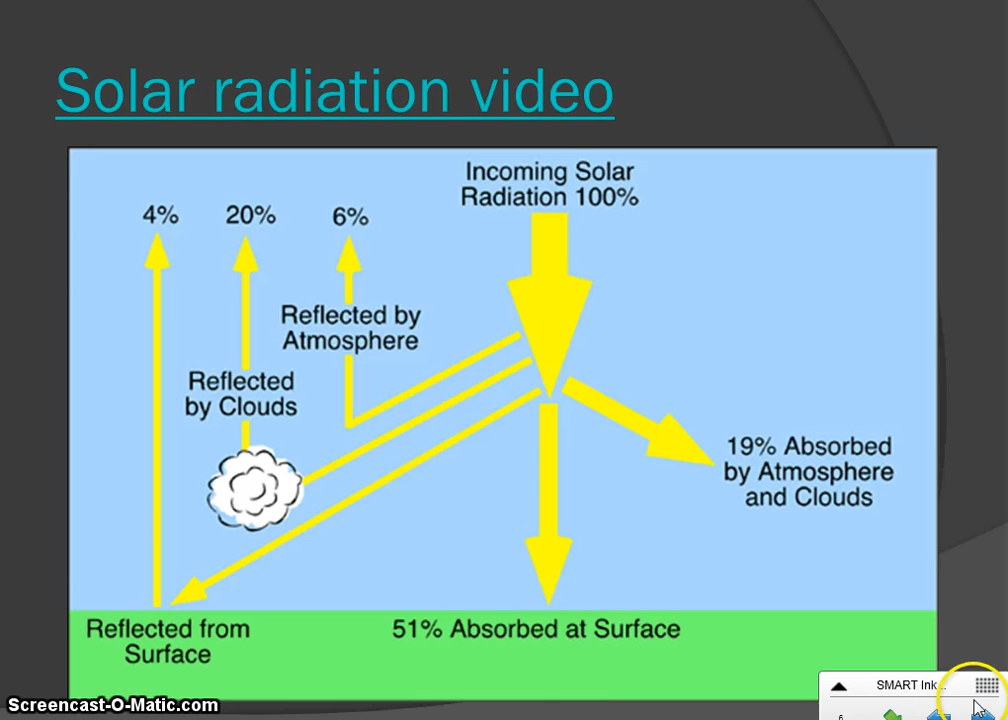 Solar radiation video
Incoming Solar
Radiation 100%
4%
20%
6%
Reflected by
Atmosphere
Reflected
by Clouds
19% Absorbed
by Atmosphere
and Clouds
Reflected from
Surface
51% Absorbed at Surface
SMART Ink...
6
Screencast-O-Matic.com